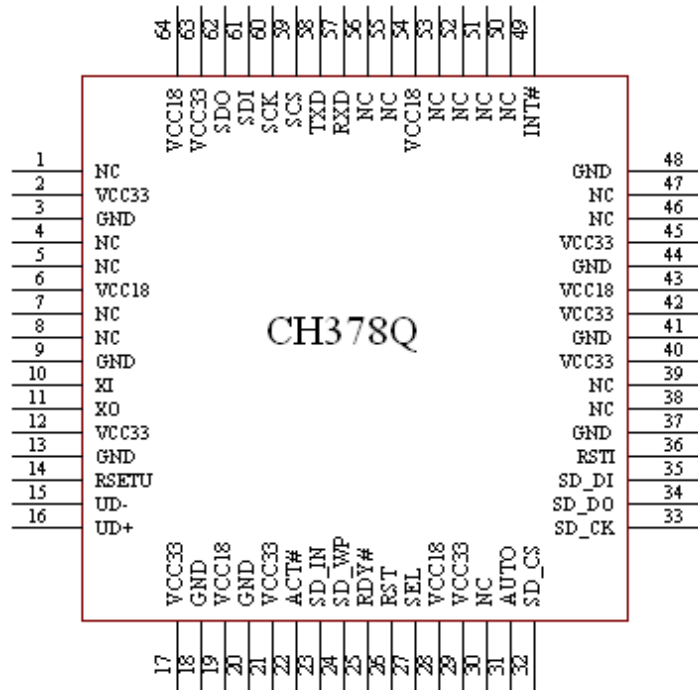 64 63 62 61 60 59 58 57 56 55 54 53 52 51 50 49
VCC18 VCC33 SDO SDI SCK SCS TXD RXD NC NC VCC18 NC NC NC NC INT#
1 NC
2 VCC33
3 GND
4 NC
5 NC
6 VCC18
7 NC
8 NC
9 GND
10 XI
11 XO
12 VCC33
13 GND
14 RSETU
15 UD-
16 UD+
CH378Q
GND 48
NC 47
NC 46
VCC33 45
GND 44
VCC18 43
VCC33 42
GND 41
VCC33 40
NC 39
NC 38
GND 37
RSTI 36
SD_DI 35
SD_DO 34
SD_CK 33
VCC33 GND VCC18 GND VCC33 ACT# SD_IN SD_WP RDY# RST SEL VCC18 VCC33 NC AUTO SD_CS
17 18 19 20 21 22 23 24 25 26 27 28 29 30 31 32